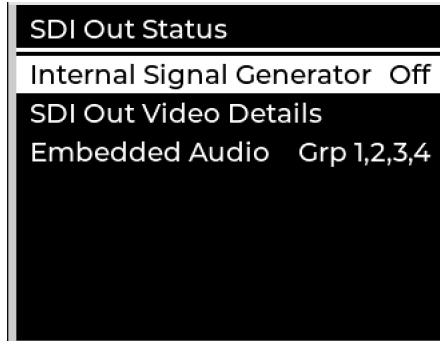 SDI Out Status
Internal Signal Generator Off
SDI Out Video Details
Embedded Audio Grp 1,2,3,4